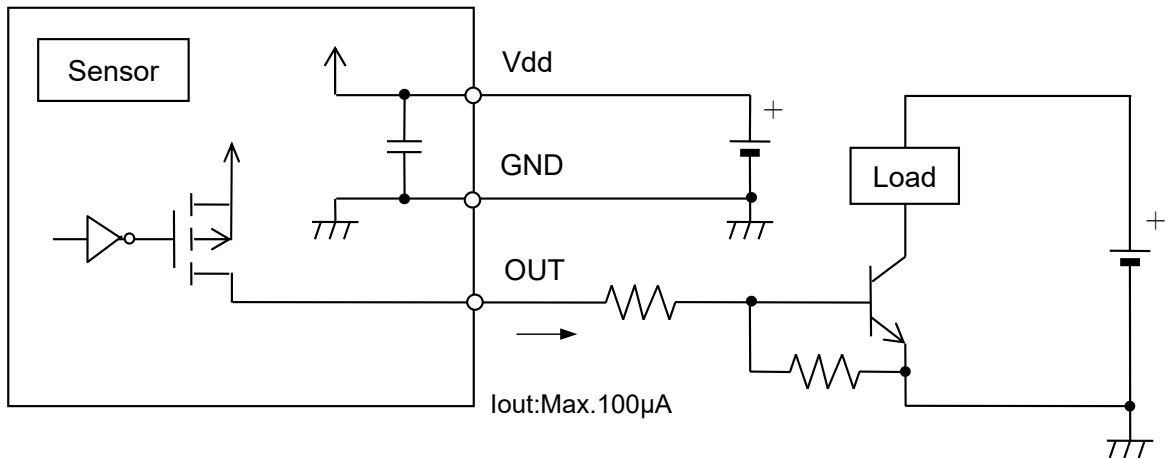 Sensor
Vdd
+
GND
Load
+
OUT
Iout:Max.100μA